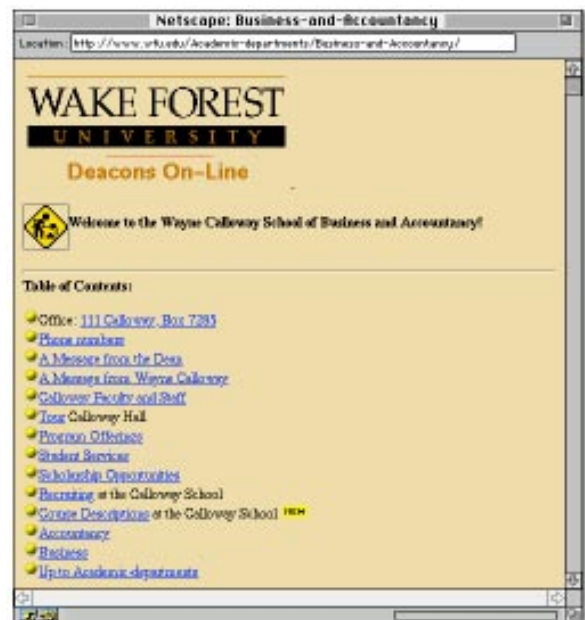 Netscape: Business-and-Accountancy
Location: http://www.wfu.edu/Academic-departments/Business-and-Accountancy/
WAKE FOREST
UNIVERSITY
Deacons On-Line
Welcome to the Wayne Calloway School of Business and Accountancy!
Table of Contents:
Office: 111 Calloway, Box 7285
Phone numbers
A Message from the Dean
A Message from Wayne Calloway
Calloway Faculty and Staff
Tour Calloway Hall
Program Offerings
Student Services
Scholarship Opportunities
Recruiting at the Calloway School
Course Descriptions at the Calloway School NEW
Accountancy
Business
Up to Academic-departments